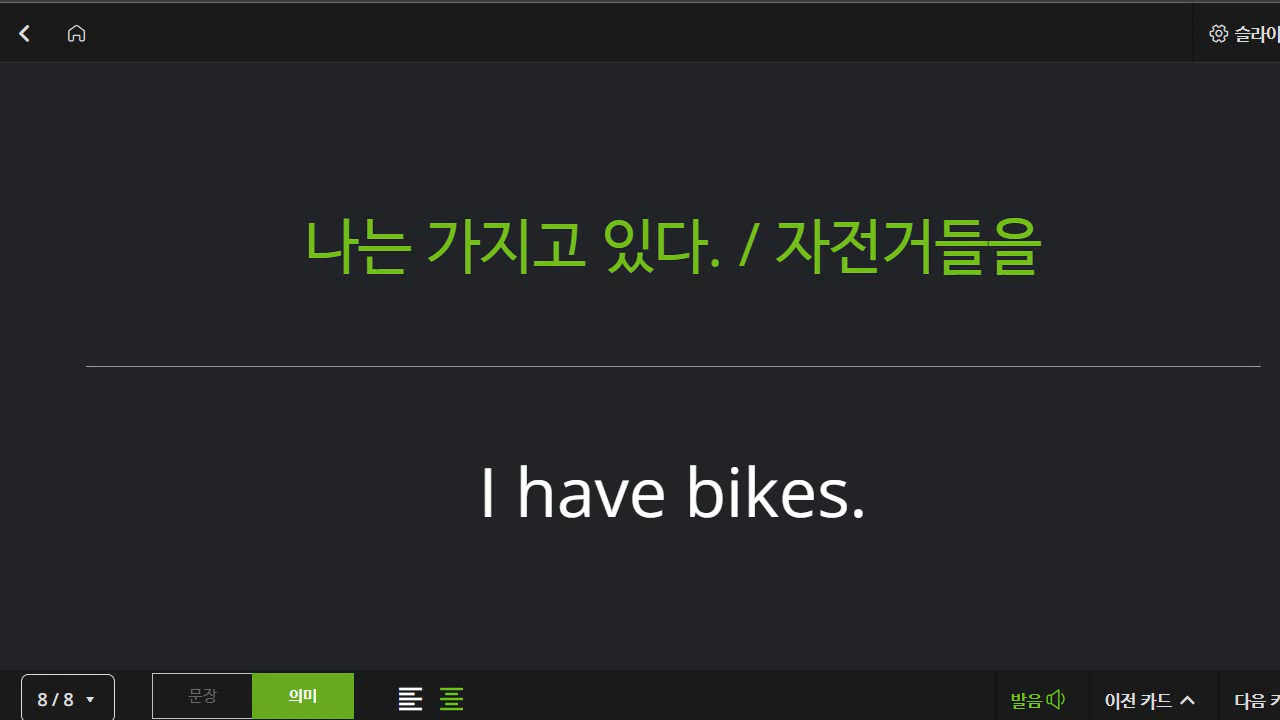 슬라이
나는 가지고 있다. / 자전거들을
I have bikes.
8 / 8 문장 의미 발음 이전 카드 다음